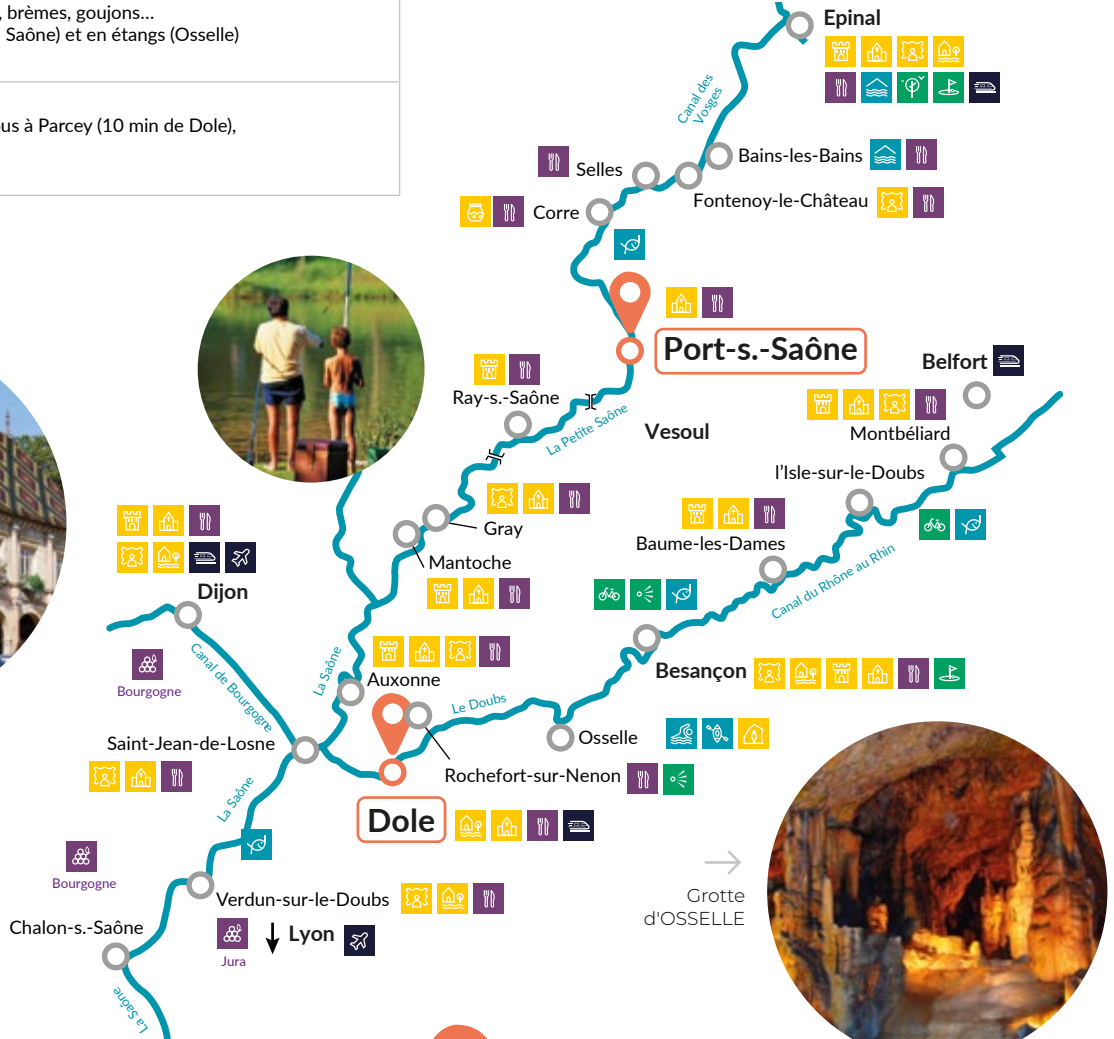 , brèmes, goujons...
Saône) et en étangs (Osselle)
ous à Parcey (10 min de Dole),
Epinal
Canal des
Vosges
Bains-les-Bains
Selles
Fontenoy-le-Château
Corre
Port-s.-Saône
Belfort
Ray-s.-Saône
La Petite Saône
Vesoul
Montbéliard
l'Isle-sur-le-Doubs
Gray
Baume-les-Dames
Mantoche
Canal du Rhône au Rhin
Dijon
Bourgogne
Canal de Bourgogne
La Saône
Auxonne
Besançon
Le Doubs
Saint-Jean-de-Losne
Osselle
Rochefort-sur-Nenon
La Saône
Dole
Bourgogne
Grotte
d'OSSELLE
Verdun-sur-le-Doubs
Chalon-s.-Saône
Lyon
Jura
La Saône